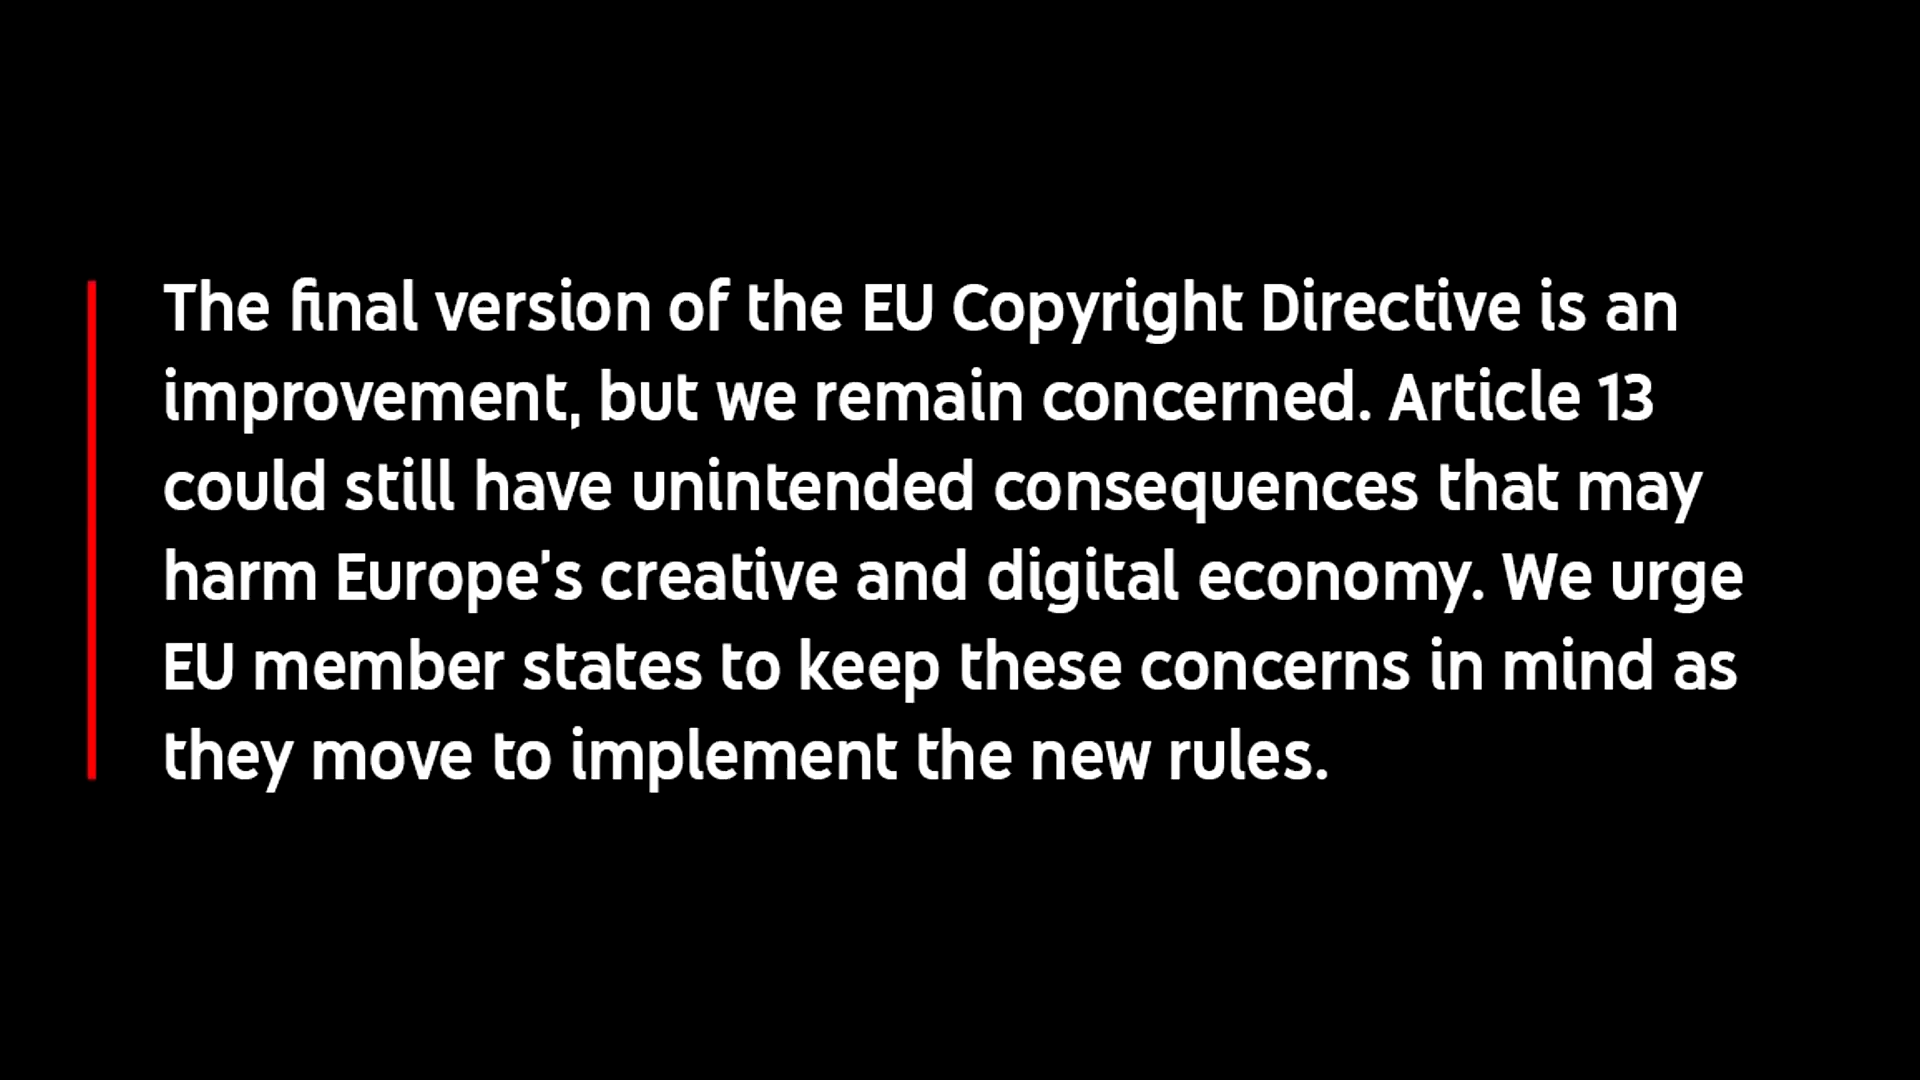 The final version of the EU Copyright Directive is an
improvement, but we remain concerned. Article 13
could still have unintended consequences that may
harm Europe's creative and digital economy. We urge
EU member states to keep these concerns in mind as
they move to implement the new rules.